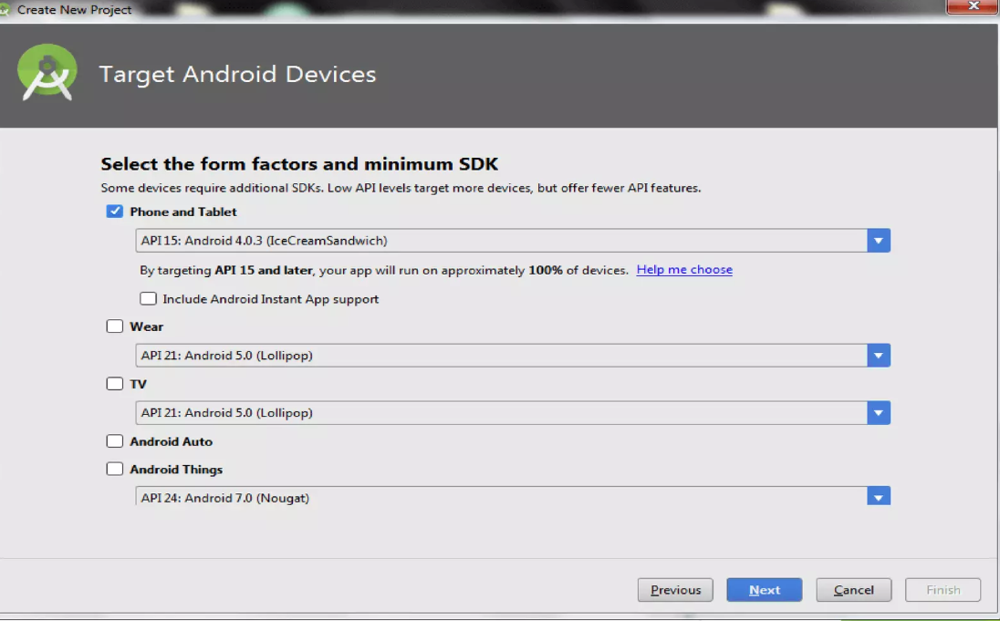 Create New Project
Target Android Devices
Select the form factors and minimum SDK
Some devices require additional SDKs. Low API levels target more devices, but offer fewer API features.
Phone and Tablet
API 15: Android 4.0.3 (IceCreamSandwich)
By targeting API 15 and later, your app will run on approximately 100% of devices. Help me choose
Include Android Instant App support
Wear
API 21: Android 5.0 (Lollipop)
TV
API 21: Android 5.0 (Lollipop)
Android Auto
Android Things
API 24: Android 7.0 (Nougat)
Previous Next Cancel Finish